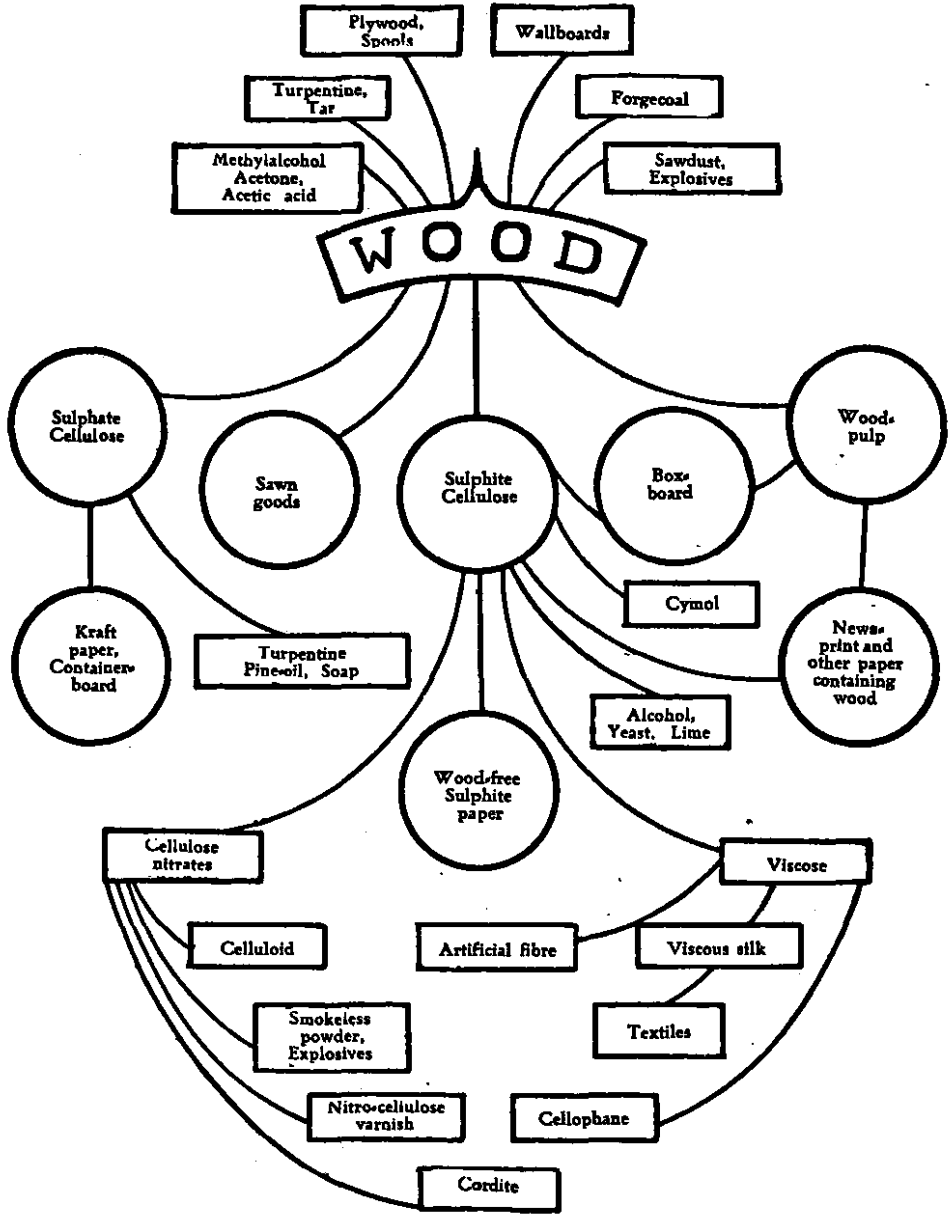 Plywood,
Spools
Wallboards
Turpentine,
Tar
Forgecoal
Methylalcohol
Acetone,
Acetic acid
Sawdust,
Explosives
WOOD
Sulphate
Cellulose
Sawn
goods
Sulphite
Cellulose
Box-
board
Wood-
pulp
Cymol
Kraft
paper,
Container-
board
Turpentine
Pine-oil, Soap
News-
print and
other paper
containing
wood
Alcohol,
Yeast, Lime
Wood-free
Sulphite
paper
Cellulose
nitrates
Viscose
Celluloid
Artificial fibre
Viscous silk
Smokeless
powder,
Explosives
Textiles
Nitro-cellulose
varnish
Cellophane
Cordite